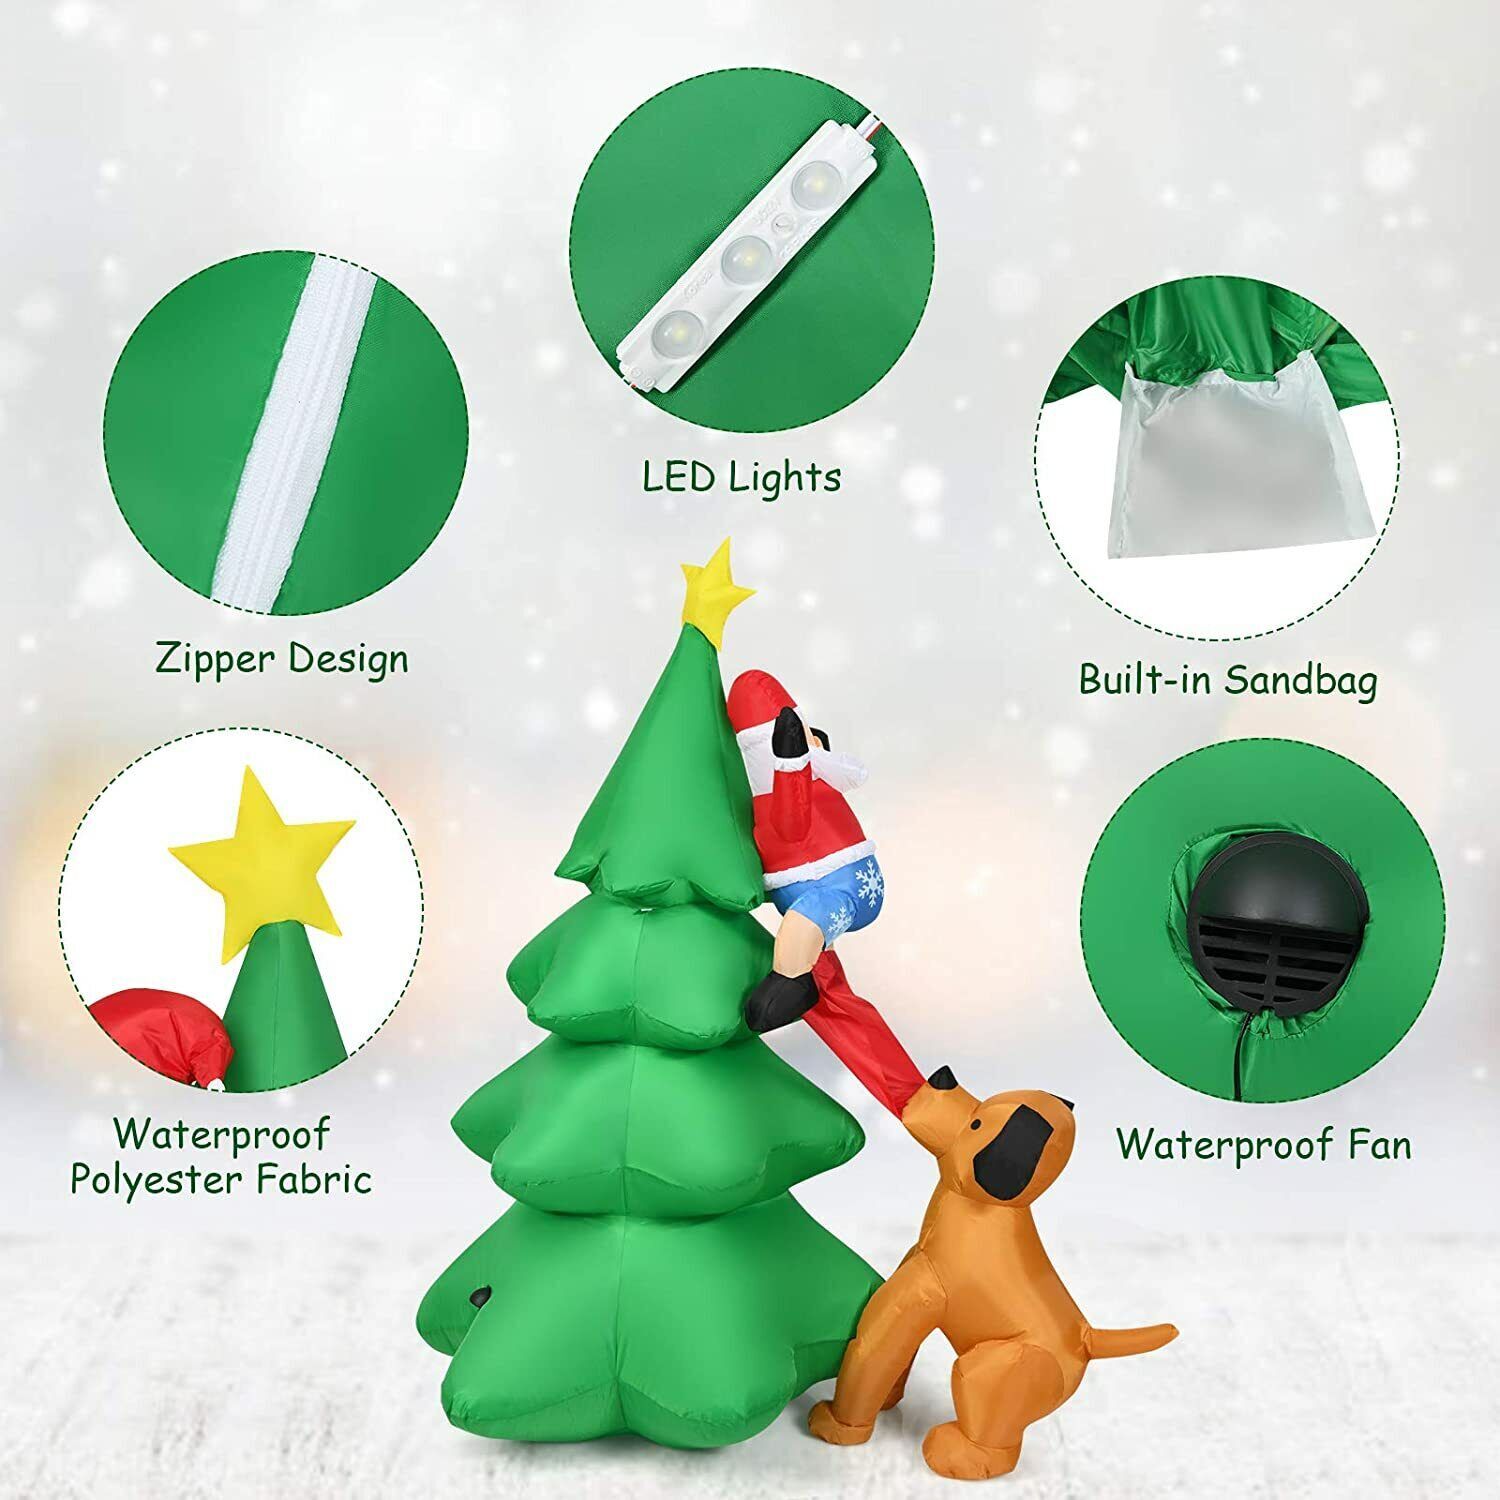 LED Lights
Zipper Design
Built-in Sandbag
Waterproof
Polyester Fabric
Waterproof Fan